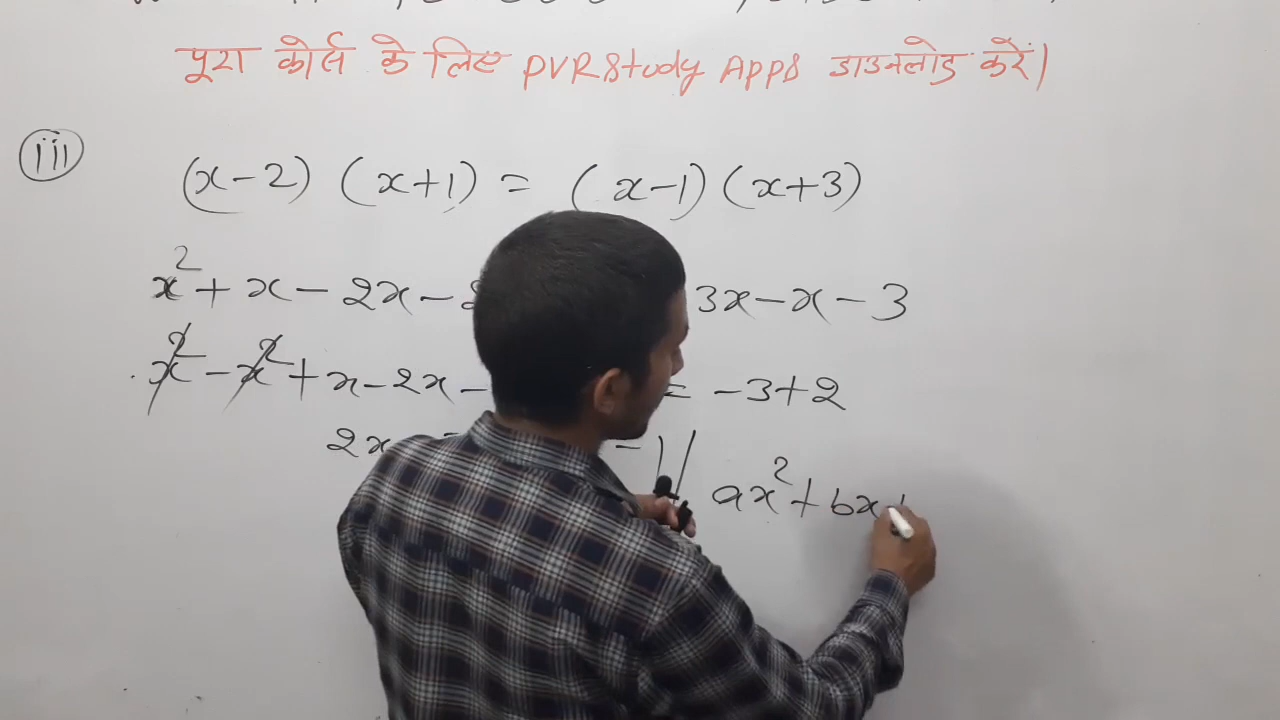 पूरा कोर्स के लिए PVRStudy Apps डाउनलोड करें।
iii
(x-2) (x+1) = (x-1) (x+3)
x² + x - 2x - 3x - x - 3
x² - x² + x - 2x - = -3+2
2x -1 //
ax² + bx+